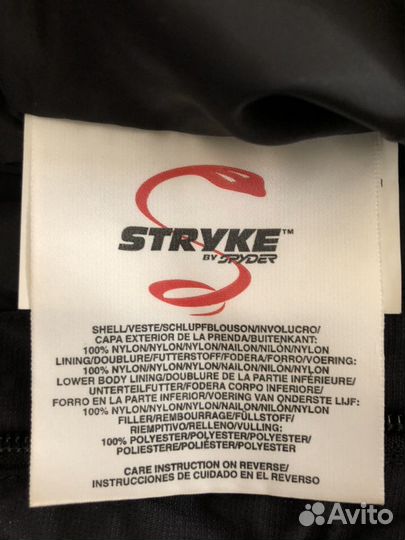 STRYKE™
BY SPYDER
SHELL/VESTE/SCHLUPFBLOUSON/INVOLUCRO/
CAPA EXTERIOR DE LA PRENDA/BUITENKANT:
100% NYLON/NYLON/NYLON/NAILON/NILÓN/NYLON
LINING/DOUBLURE/FUTTERSTOFF/FODERA/FORRO/VOERING:
100% NYLON/NYLON/NYLON/NAILON/NILÓN/NYLON
LOWER BODY LINING/DOUBLURE DE LA PARTIE INFÉRIEURE/
UNTERTEILFUTTER/FODERA CORPO INFERIORE/
FORRO EN LA PARTE INFERIOR/VOERING VAN ONDERSTE LIJF:
100% NYLON/NYLON/NYLON/NAILON/NILÓN/NYLON
FILLER/REMBOURRAGE/FÜLLSTOFF/
RIEMPITIVO/RELLENO/VULLING:
100% POLYESTER/POLYESTER/POLYESTER/
POLIESTERE/POLIÉSTER/POLYESTER
CARE INSTRUCTION ON REVERSE/
INSTRUCCIONES DE CUIDADO EN EL REVERSO
Avito